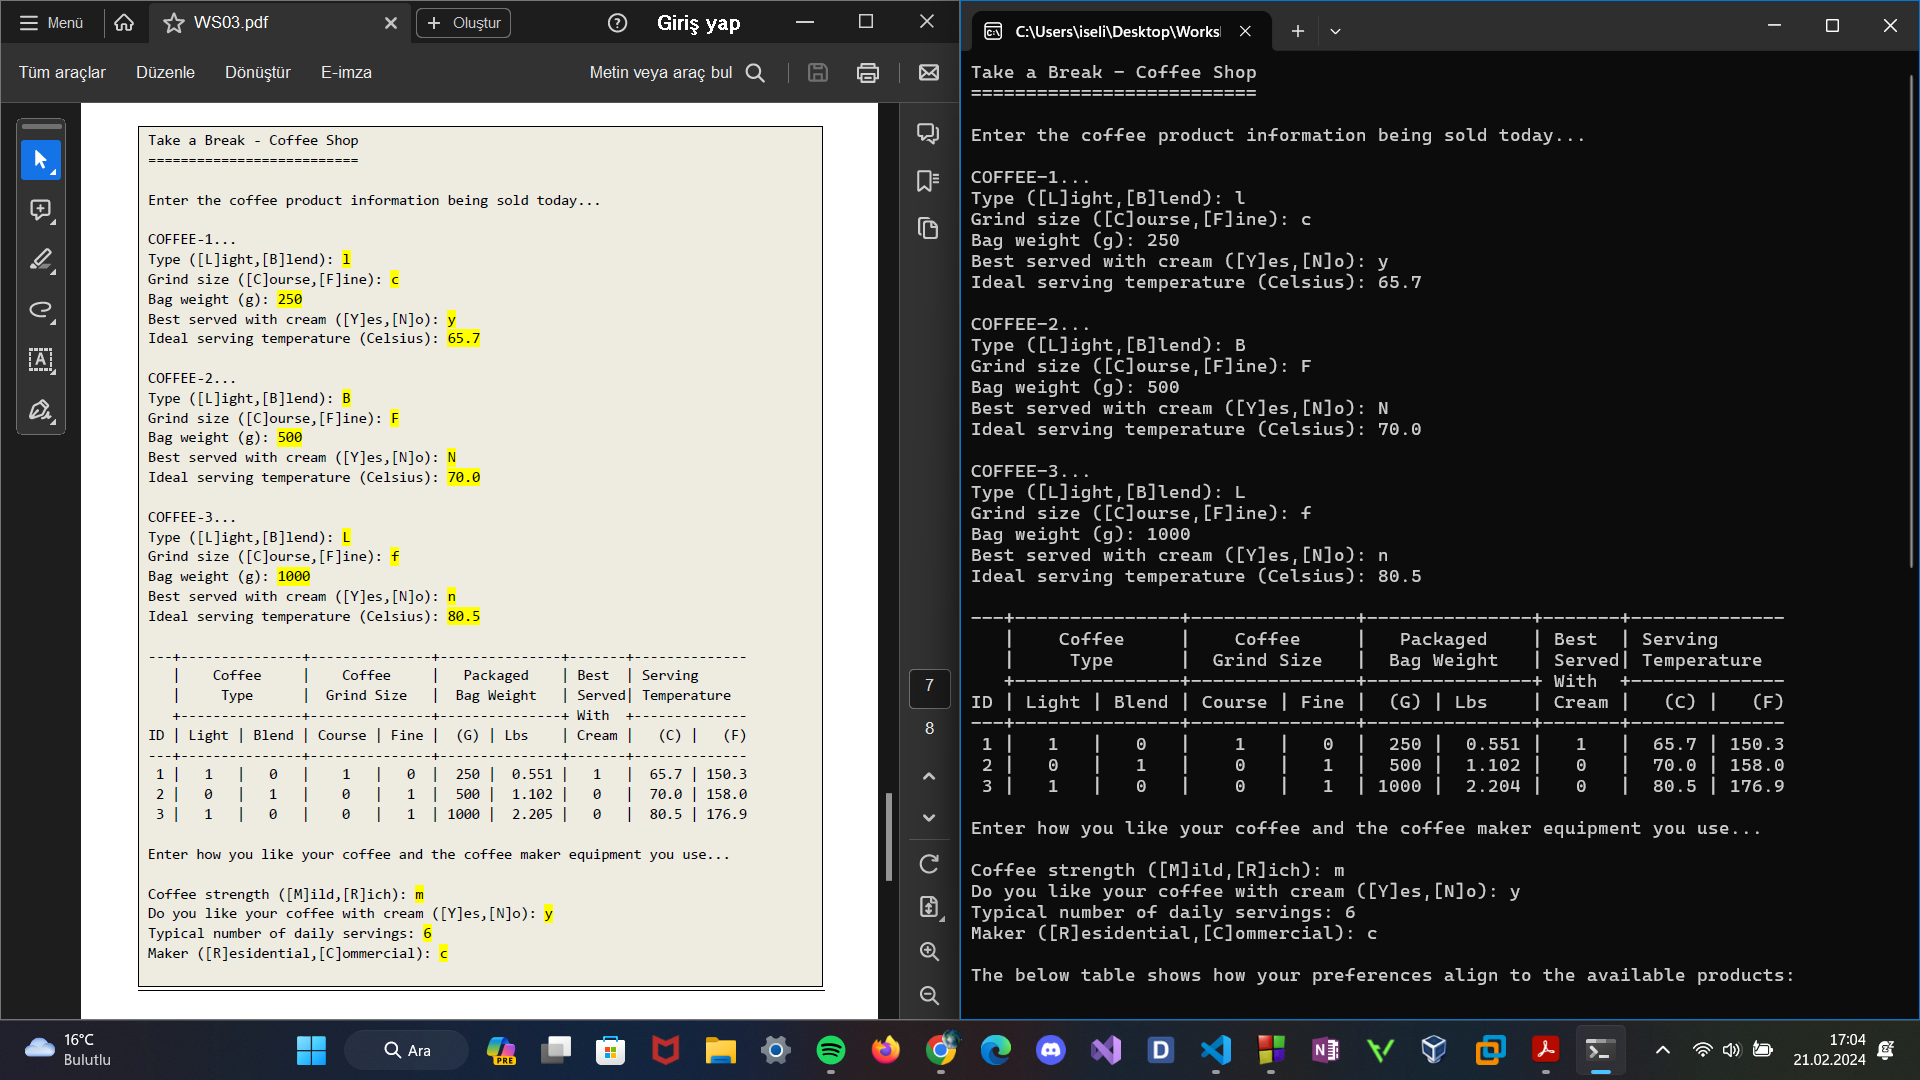 Menü
WS03.pdf
Oluştur
Giriş yap
Tüm araçlar
Düzenle
Dönüştür
E-imza
Metin veya araç bul
Take a Break - Coffee Shop
==========================
Enter the coffee product information being sold today...
COFFEE-1...
Type ([L]ight,[B]lend): l
Grind size ([C]ourse,[F]ine): c
Bag weight (g): 250
Best served with cream ([Y]es,[N]o): y
Ideal serving temperature (Celsius): 65.7
COFFEE-2...
Type ([L]ight,[B]lend): B
Grind size ([C]ourse,[F]ine): F
Bag weight (g): 500
Best served with cream ([Y]es,[N]o): N
Ideal serving temperature (Celsius): 70.0
COFFEE-3...
Type ([L]ight,[B]lend): L
Grind size ([C]ourse,[F]ine): f
Bag weight (g): 1000
Best served with cream ([Y]es,[N]o): n
Ideal serving temperature (Celsius): 80.5
---+---------------+---------------+---------------+-------+--------------
   |    Coffee     |    Coffee     |   Packaged    | Best  | Serving
   |     Type      |  Grind Size   |  Bag Weight   | Served| Temperature
   +---------------+---------------+---------------+ With  +--------------
ID | Light | Blend | Course | Fine |  (G) | Lbs    | Cream |   (C) |   (F)
---+---------------+---------------+---------------+-------+--------------
 1 |   1   |   0   |    1   |   0  |  250 |  0.551 |   1   |  65.7 | 150.3
 2 |   0   |   1   |    0   |   1  |  500 |  1.102 |   0   |  70.0 | 158.0
 3 |   1   |   0   |    0   |   1  | 1000 |  2.205 |   0   |  80.5 | 176.9
Enter how you like your coffee and the coffee maker equipment you use...
Coffee strength ([M]ild,[R]ich): m
Do you like your coffee with cream ([Y]es,[N]o): y
Typical number of daily servings: 6
Maker ([R]esidential,[C]ommercial): c
7
8
C:\Users\iseli\Desktop\Works
Take a Break - Coffee Shop
==========================
Enter the coffee product information being sold today...
COFFEE-1...
Type ([L]ight,[B]lend): l
Grind size ([C]ourse,[F]ine): c
Bag weight (g): 250
Best served with cream ([Y]es,[N]o): y
Ideal serving temperature (Celsius): 65.7
COFFEE-2...
Type ([L]ight,[B]lend): B
Grind size ([C]ourse,[F]ine): F
Bag weight (g): 500
Best served with cream ([Y]es,[N]o): N
Ideal serving temperature (Celsius): 70.0
COFFEE-3...
Type ([L]ight,[B]lend): L
Grind size ([C]ourse,[F]ine): f
Bag weight (g): 1000
Best served with cream ([Y]es,[N]o): n
Ideal serving temperature (Celsius): 80.5
---+---------------+---------------+---------------+-------+--------------
   |    Coffee     |    Coffee     |   Packaged    | Best  | Serving
   |     Type      |  Grind Size   |  Bag Weight   | Served| Temperature
   +---------------+---------------+---------------+ With  +--------------
ID | Light | Blend | Course | Fine |  (G) | Lbs    | Cream |   (C) |   (F)
---+---------------+---------------+---------------+-------+--------------
 1 |   1   |   0   |    1   |   0  |  250 |  0.551 |   1   |  65.7 | 150.3
 2 |   0   |   1   |    0   |   1  |  500 |  1.102 |   0   |  70.0 | 158.0
 3 |   1   |   0   |    0   |   1  | 1000 |  2.204 |   0   |  80.5 | 176.9
Enter how you like your coffee and the coffee maker equipment you use...
Coffee strength ([M]ild,[R]ich): m
Do you like your coffee with cream ([Y]es,[N]o): y
Typical number of daily servings: 6
Maker ([R]esidential,[C]ommercial): c
The below table shows how your preferences align to the available products:
16°C
Bulutlu
Ara
PRE
17:04
21.02.2024